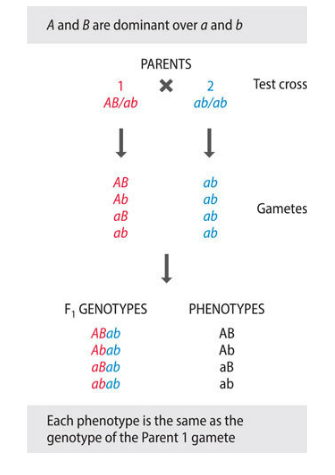 A and B are dominant over a and b
PARENTS
1 × 2 Test cross
AB/ab ab/ab
AB ab
Ab ab
aB ab Gametes
ab ab
F₁ GENOTYPES PHENOTYPES
ABab AB
Abab Ab
aBab aB
abab ab
Each phenotype is the same as the
genotype of the Parent 1 gamete